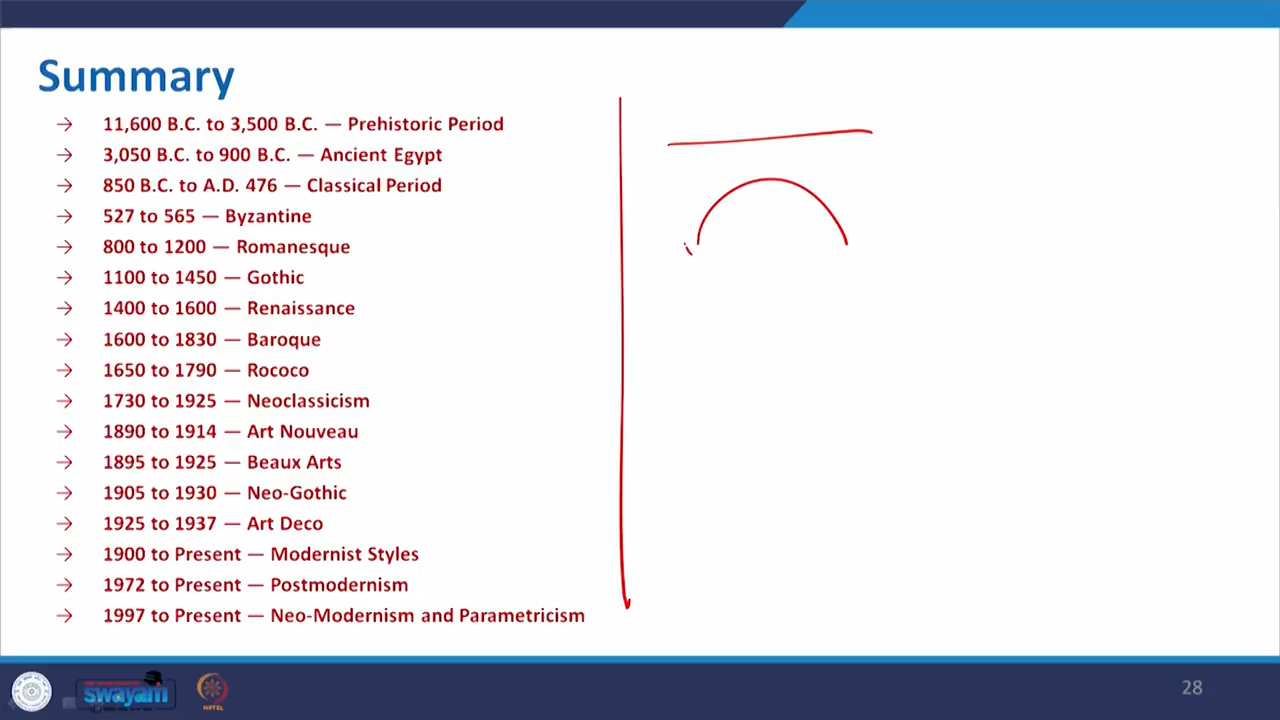 Summary
→ 11,600 B.C. to 3,500 B.C. — Prehistoric Period
→ 3,050 B.C. to 900 B.C. — Ancient Egypt
→ 850 B.C. to A.D. 476 — Classical Period
→ 527 to 565 — Byzantine
→ 800 to 1200 — Romanesque
→ 1100 to 1450 — Gothic
→ 1400 to 1600 — Renaissance
→ 1600 to 1830 — Baroque
→ 1650 to 1790 — Rococo
→ 1730 to 1925 — Neoclassicism
→ 1890 to 1914 — Art Nouveau
→ 1895 to 1925 — Beaux Arts
→ 1905 to 1930 — Neo-Gothic
→ 1925 to 1937 — Art Deco
→ 1900 to Present — Modernist Styles
→ 1972 to Present — Postmodernism
→ 1997 to Present — Neo-Modernism and Parametricism
swayam
NPTEL
28